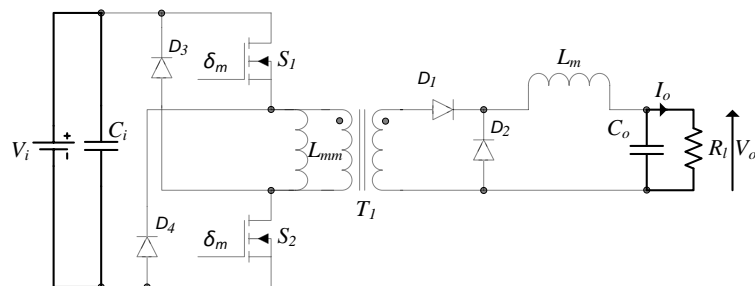 D3
δm
S1
Vi
+
-
Ci
Lmm
T1
D1
D2
Lm
Io
Co
Rl
Vo
D4
δm
S2